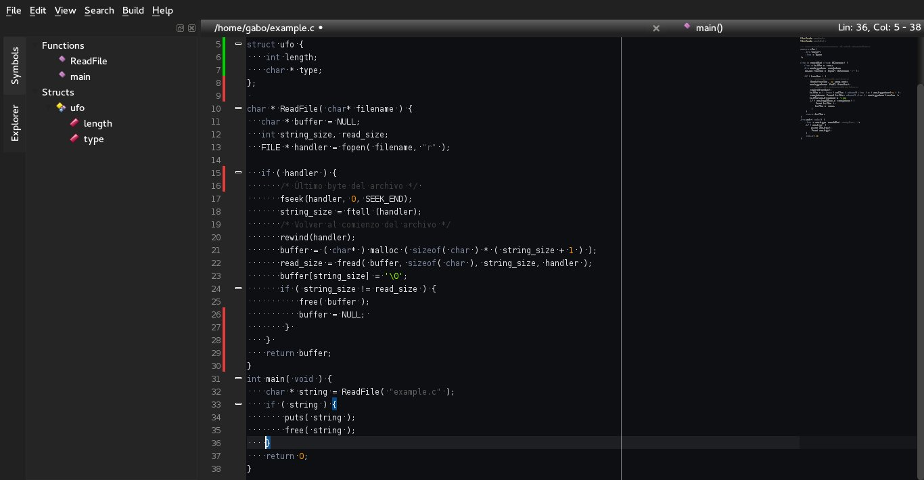 File Edit View Search Build Help
/home/gabo/example.c • × main() Lin: 36, Col: 5 - 38
Symbols
Explorer
Functions
ReadFile
main
Structs
ufo
length
type
5 struct ufo {
6 int length;
7 char * type;
8 };
9
10 char * ReadFile( char* filename ) {
11 char * buffer = NULL;
12 int string_size, read_size;
13 FILE * handler = fopen( filename, "r" );
14
15 if ( handler ) {
16 /* Último byte del archivo */
17 fseek(handler, 0, SEEK_END);
18 string_size = ftell (handler);
19 /* Volver al comienzo del archivo */
20 rewind(handler);
21 buffer = ( char* ) malloc ( sizeof( char ) * ( string_size + 1 ) );
22 read_size = fread( buffer, sizeof( char ), string_size, handler );
23 buffer[string_size] = '\0';
24 if ( string_size != read_size ) {
25 free( buffer );
26 buffer = NULL;
27 }
28 }
29 return buffer;
30 }
31 int main( void ) {
32 char * string = ReadFile( "example.c" );
33 if ( string ) {
34 puts( string );
35 free( string );
36 }
37 return 0;
38 }